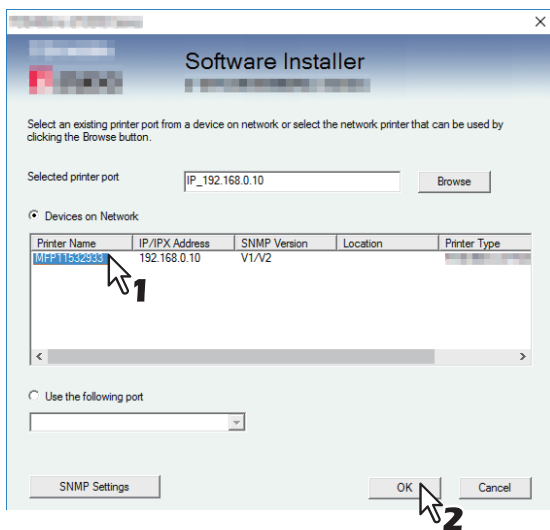 Software Installer
Select an existing printer port from a device on network or select the network printer that can be used by
clicking the Browse button.
Selected printer port IP_192.168.0.10 Browse
Devices on Network
Printer Name IP/IPX Address SNMP Version Location Printer Type
MFP11532933 192.168.0.10 V1/V2
1
Use the following port
SNMP Settings OK Cancel
2